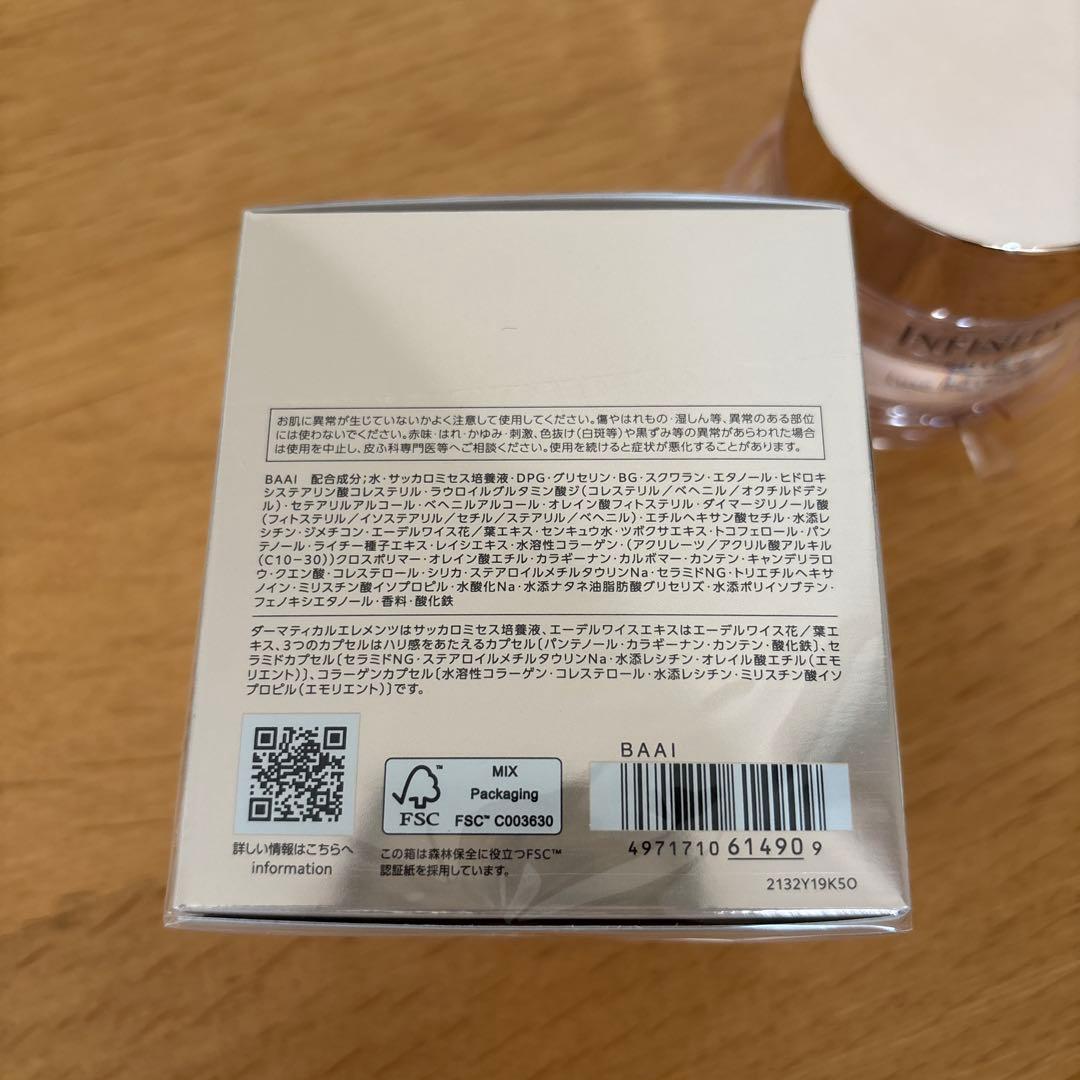 INFINITY
お肌に異常が生じていないかよく注意して使用してください。傷やはれもの・湿しん等、異常のある部位
には使わないでください。赤味・はれ・かゆみ・刺激、色抜け(白斑等)や黒ずみ等の異常があらわれた場合
は使用を中止し、皮ふ科専門医等へご相談ください。使用を続けると症状が悪化することがあります。
BAAI 配合成分；水・サッカロミセス培養液・DPG・グリセリン・BG・スクワラン・エタノール・ヒドロキ
システアリン酸コレステリル・ラウロイルグルタミン酸ジ(コレステリル／ベヘニル／オクチルドデシ
ル)・セテアリルアルコール・ベヘニルアルコール・オレイン酸フィトステリル・ダイマージリノール酸
(フィトステリル／イソステアリル／セチル／ステアリル／ベヘニル)・エチルヘキサン酸セチル・水添レ
シチン・ジメチコン・エーデルワイス花／葉エキス・センキュウ水・ツボクサエキス・トコフェロール・パン
テノール・ライチー種子エキス・レイシエキス・水溶性コラーゲン・(アクリレーツ／アクリル酸アルキル
(C10-30))クロスポリマー・オレイン酸エチル・カラギーナン・カルボマー・カンテン・キャンデリラロ
ウ・クエン酸・コレステロール・シリカ・ステアロイルメチルタウリンNa・セラミドNG・トリエチルヘキサ
ノイン・ミリスチン酸イソプロピル・水酸化Na・水添ナタネ油脂肪酸グリセリズ・水添ポリイソブテン・
フェノキシエタノール・香料・酸化鉄
ダーマティカルエレメンツはサッカロミセス培養液、エーデルワイスエキスはエーデルワイス花／葉エ
キス、3つのカプセルはハリ感をあたえるカプセル〔パンテノール・カラギーナン・カンテン・酸化鉄〕、セ
ラミドカプセル〔セラミドNG・ステアロイルメチルタウリンNa・水添レシチン・オレイル酸エチル(エモ
リエント)〕、コラーゲンカプセル〔水溶性コラーゲン・コレステロール・水添レシチン・ミリスチン酸イソ
プロピル(エモリエント)〕です。
詳しい情報はこちらへ
information
FSC™
MIX
Packaging
FSC™ C003630
この箱は森林保全に役立つFSC™
認証紙を採用しています。
BAAI
4971710 61490 9
2132Y19K50